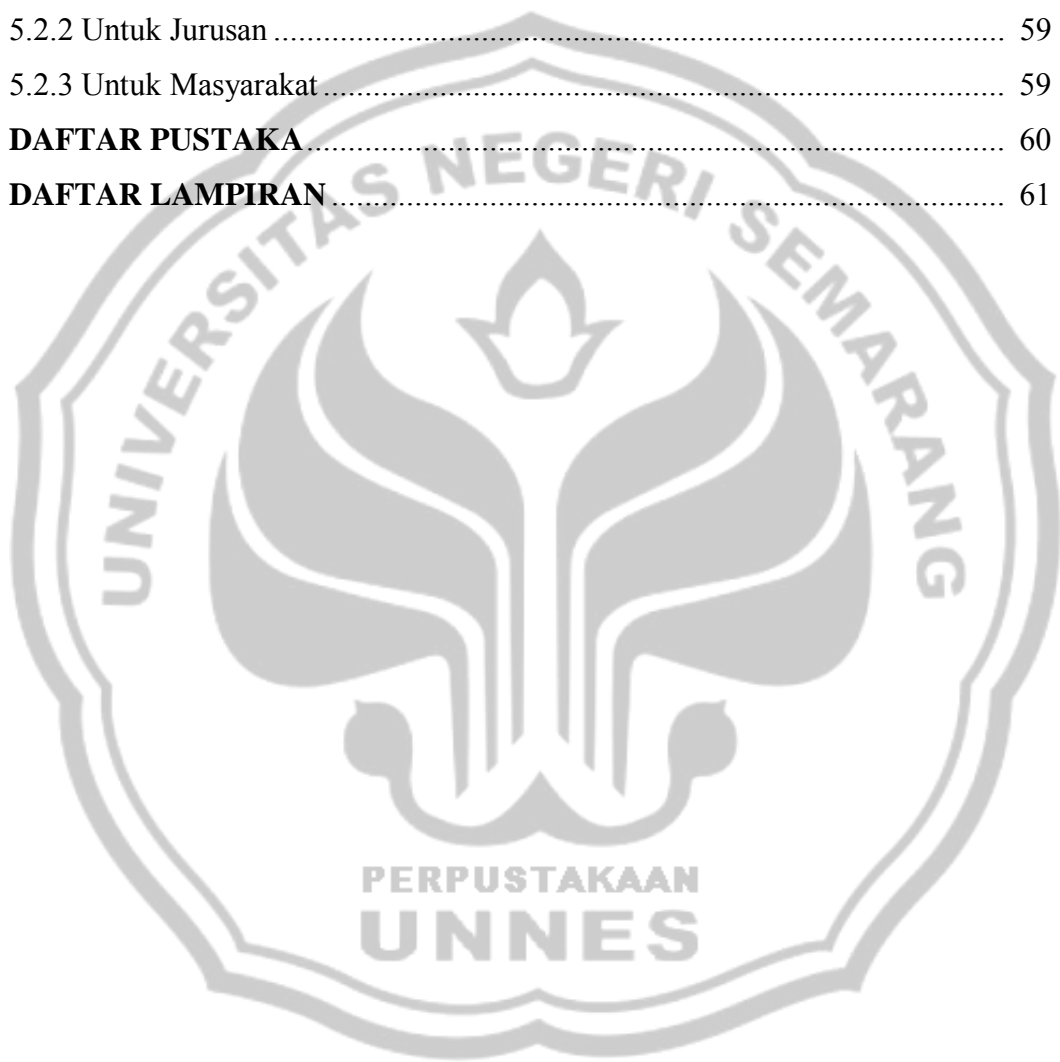 5.2.2 Untuk Jurusan ........................................................................................... 59
5.2.3 Untuk Masyarakat ..................................................................................... 59
DAFTAR PUSTAKA ....................................................................................... 60
DAFTAR LAMPIRAN .................................................................................... 61
UNIVERSITAS NEGERI SEMARANG
PERPUSTAKAAN
UNNES